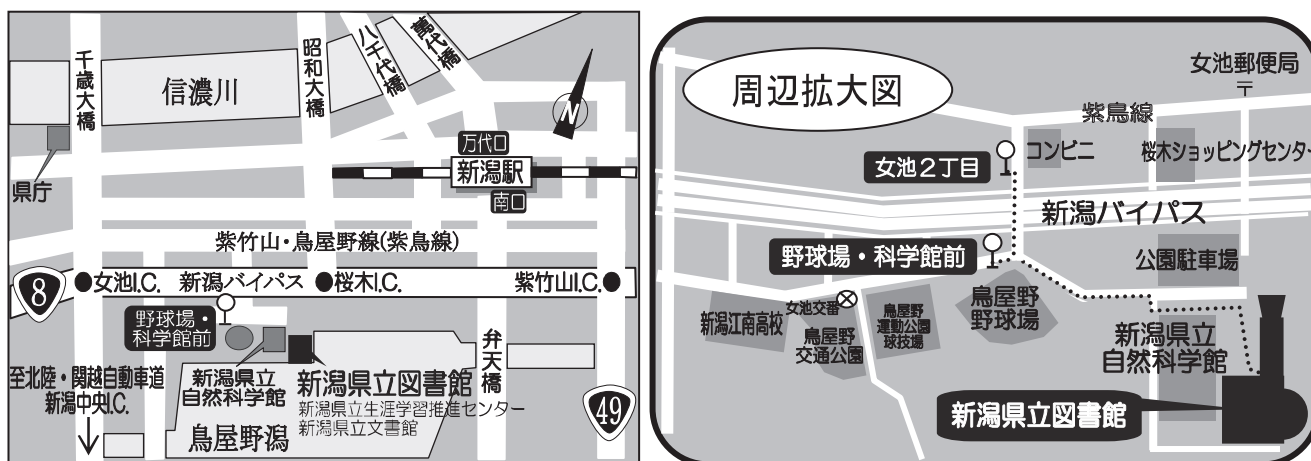 千歳大橋
信濃川
昭和大橋
八千代橋
萬代橋
N
県庁
万代口
新潟駅
南口
紫竹山・鳥屋野線(紫鳥線)
8
女池I.C.
新潟バイパス
桜木I.C.
紫竹山I.C.
野球場・
科学館前
弁天橋
至北陸・関越自動車道
新潟中央I.C.
新潟県立
自然科学館
新潟県立図書館
新潟県立生涯学習推進センター
新潟県立文書館
鳥屋野潟
49
周辺拡大図
女池郵便局
〒
紫鳥線
コンビニ
桜木ショッピングセンター
女池2丁目
新潟バイパス
野球場・科学館前
公園駐車場
女池交番
新潟江南高校
鳥屋野
交通公園
鳥屋野
運動公園
球技場
鳥屋野
野球場
新潟県立
自然科学館
新潟県立図書館